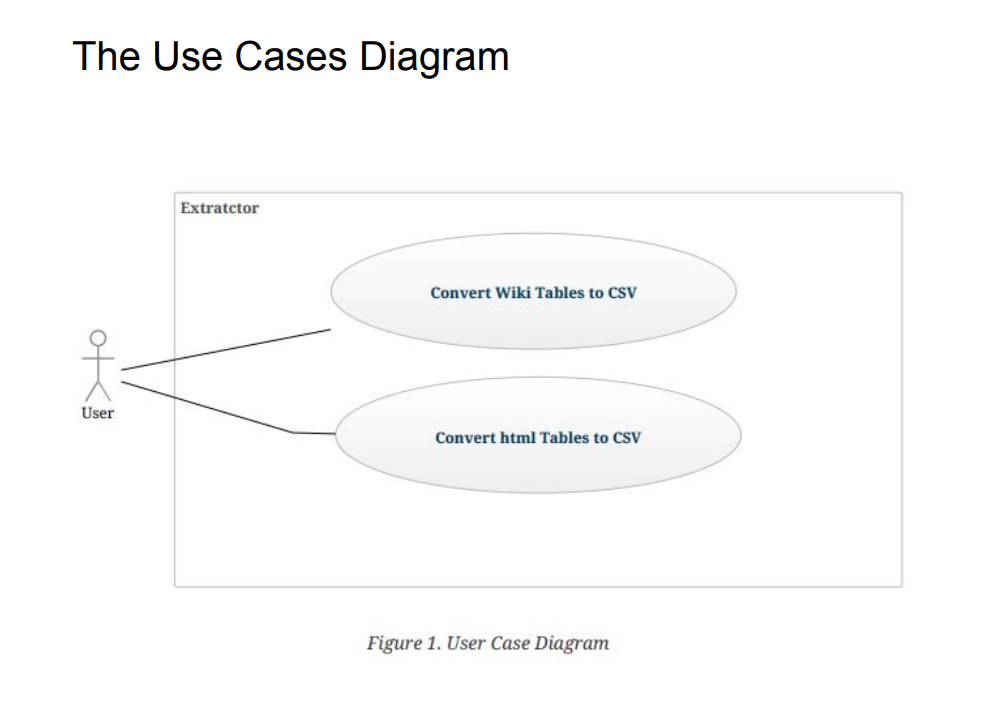 The Use Cases Diagram
Extratctor
Convert Wiki Tables to CSV
User
Convert html Tables to CSV
Figure 1. User Case Diagram